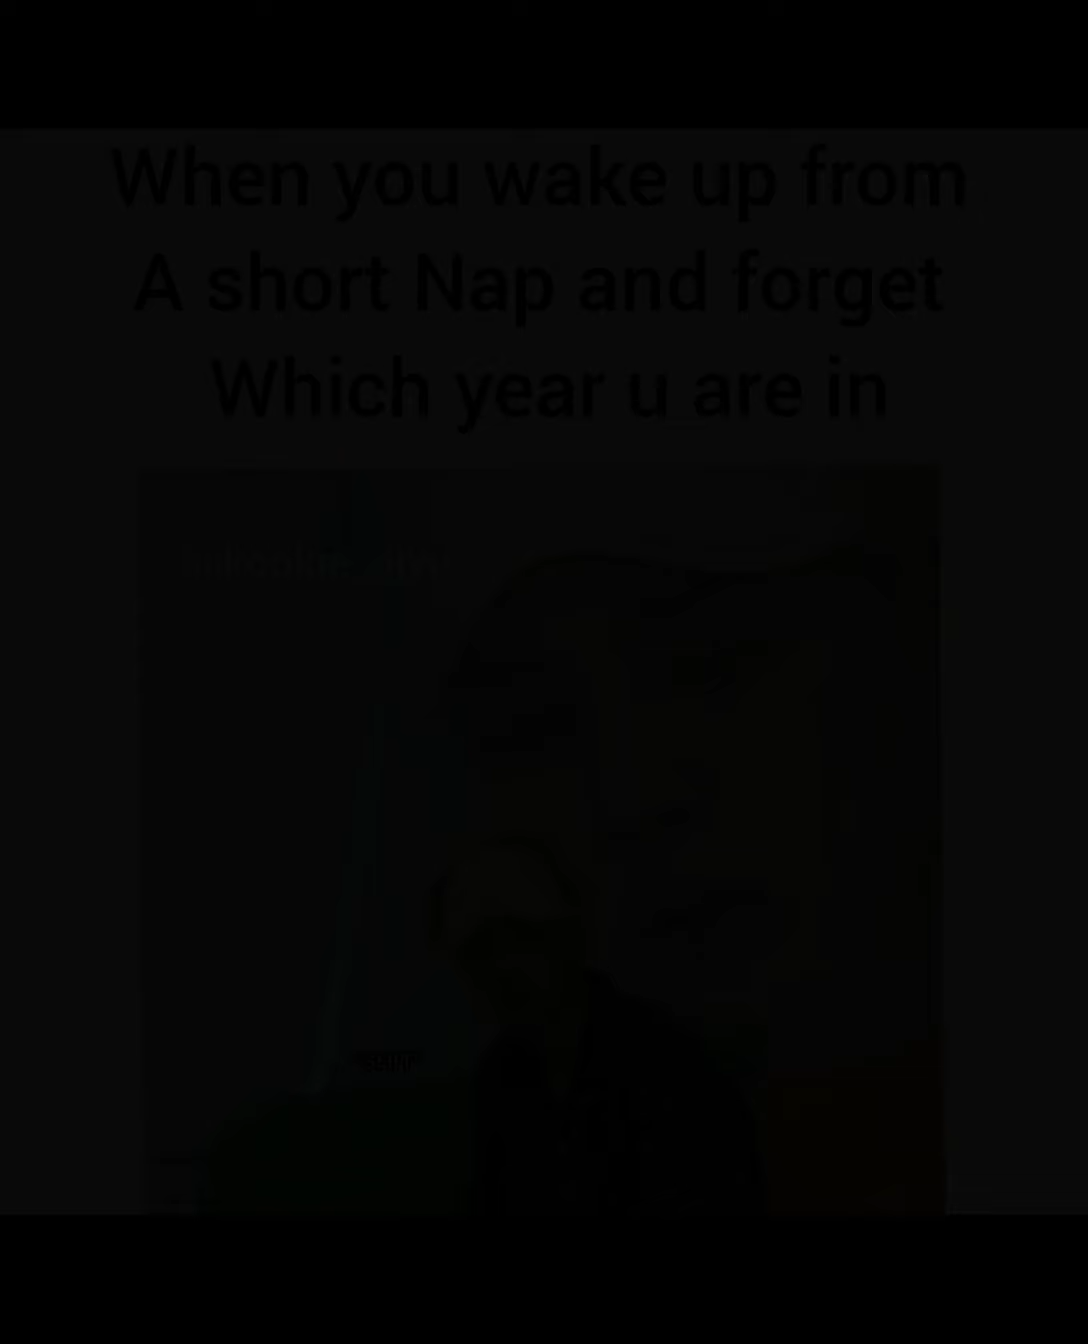 When you wake up from
A short Nap and forget
Which year u are in